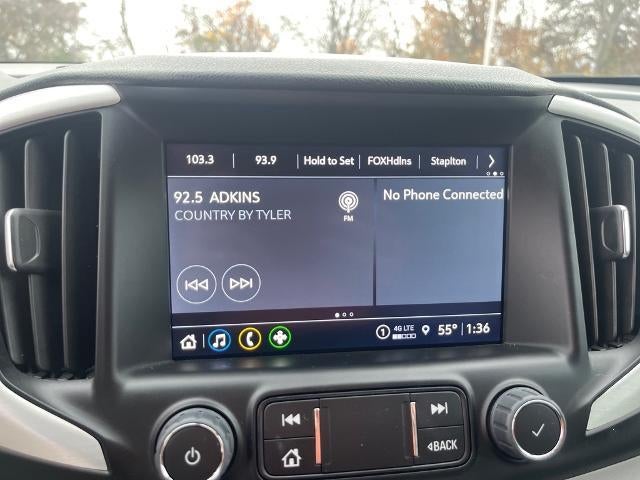 103.3 93.9 Hold to Set FOXHdlns Staplton
92.5 ADKINS
COUNTRY BY TYLER
FM
No Phone Connected
1 4G LTE 55° 1:36
BACK